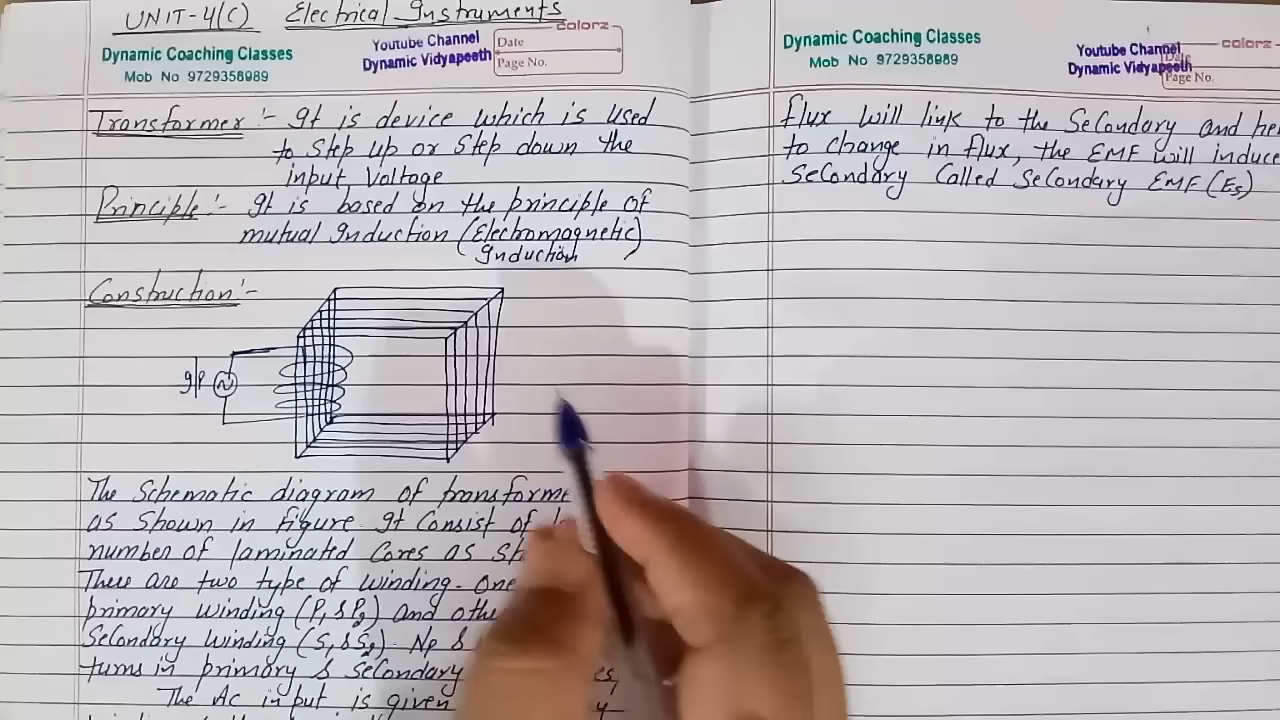 UNIT-4(C) Electrical Instruments
colorz
Dynamic Coaching Classes
Mob No 9729358989
Youtube Channel
Dynamic Vidyapeeth
Date
Page No.
Transformer :- It is device which is used
to Step up or Step down the
input Voltage
Principle :- It is based on the principle of
mutual Induction (Electromagnetic)
Induction
Construction :-
I/P
The Schematic diagram of
as Shown in figure. It Consist of
number of laminated Cores as
There are two type of winding. One
primary winding (P1 & P2) and
Secondary winding (S1 & S2). Np &
turns in primary & Secondary
The AC input is given
Dynamic Coaching Classes
Mob No 9729358989
Youtube Channel
Dynamic Vidyapeeth
colorz
Date
Page No.
flux will link to the Secondary and
to change in flux, the EMF will induce
Secondary Called Secondary EMF (Es)